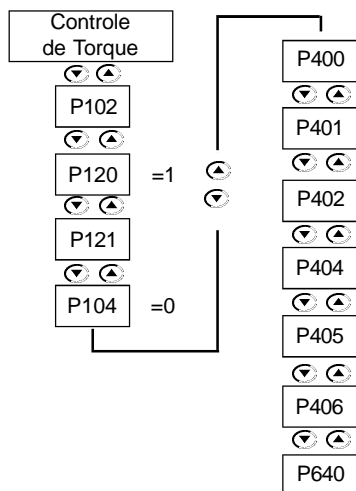 Controle
de Torque
P102
P120 =1
P121
P104 =0
P400
P401
P402
P404
P405
P406
P640